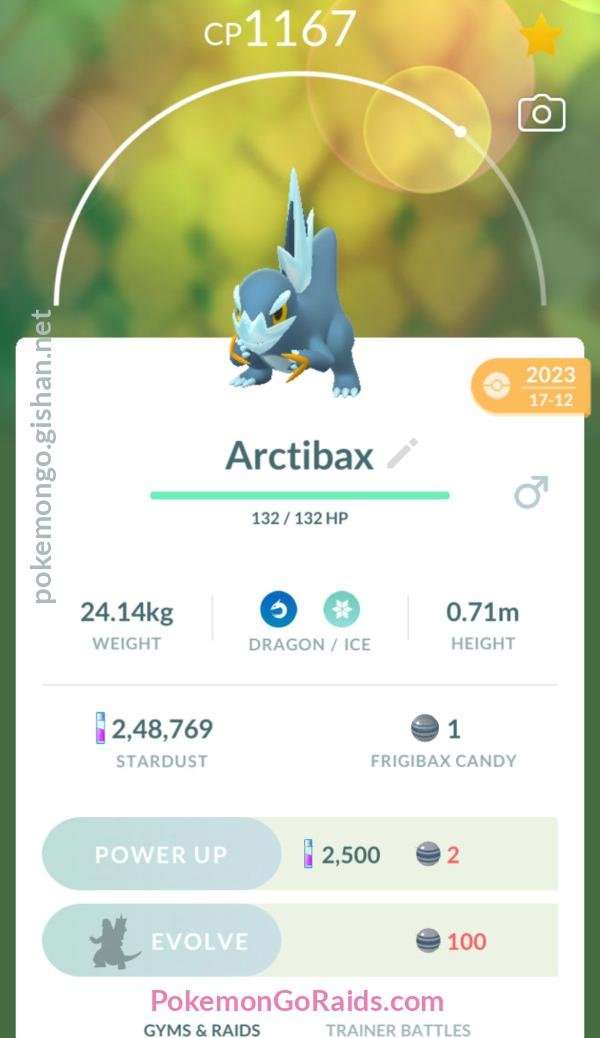 CP1167
2023
17-12
Arctibax
132 / 132 HP
24.14kg
WEIGHT
DRAGON / ICE
0.71m
HEIGHT
2,48,769
STARDUST
1
FRIGIBAX CANDY
POWER UP 2,500 2
EVOLVE 100
PokemonGoRaids.com
GYMS & RAIDS TRAINER BATTLES
pokemongo.gishan.net